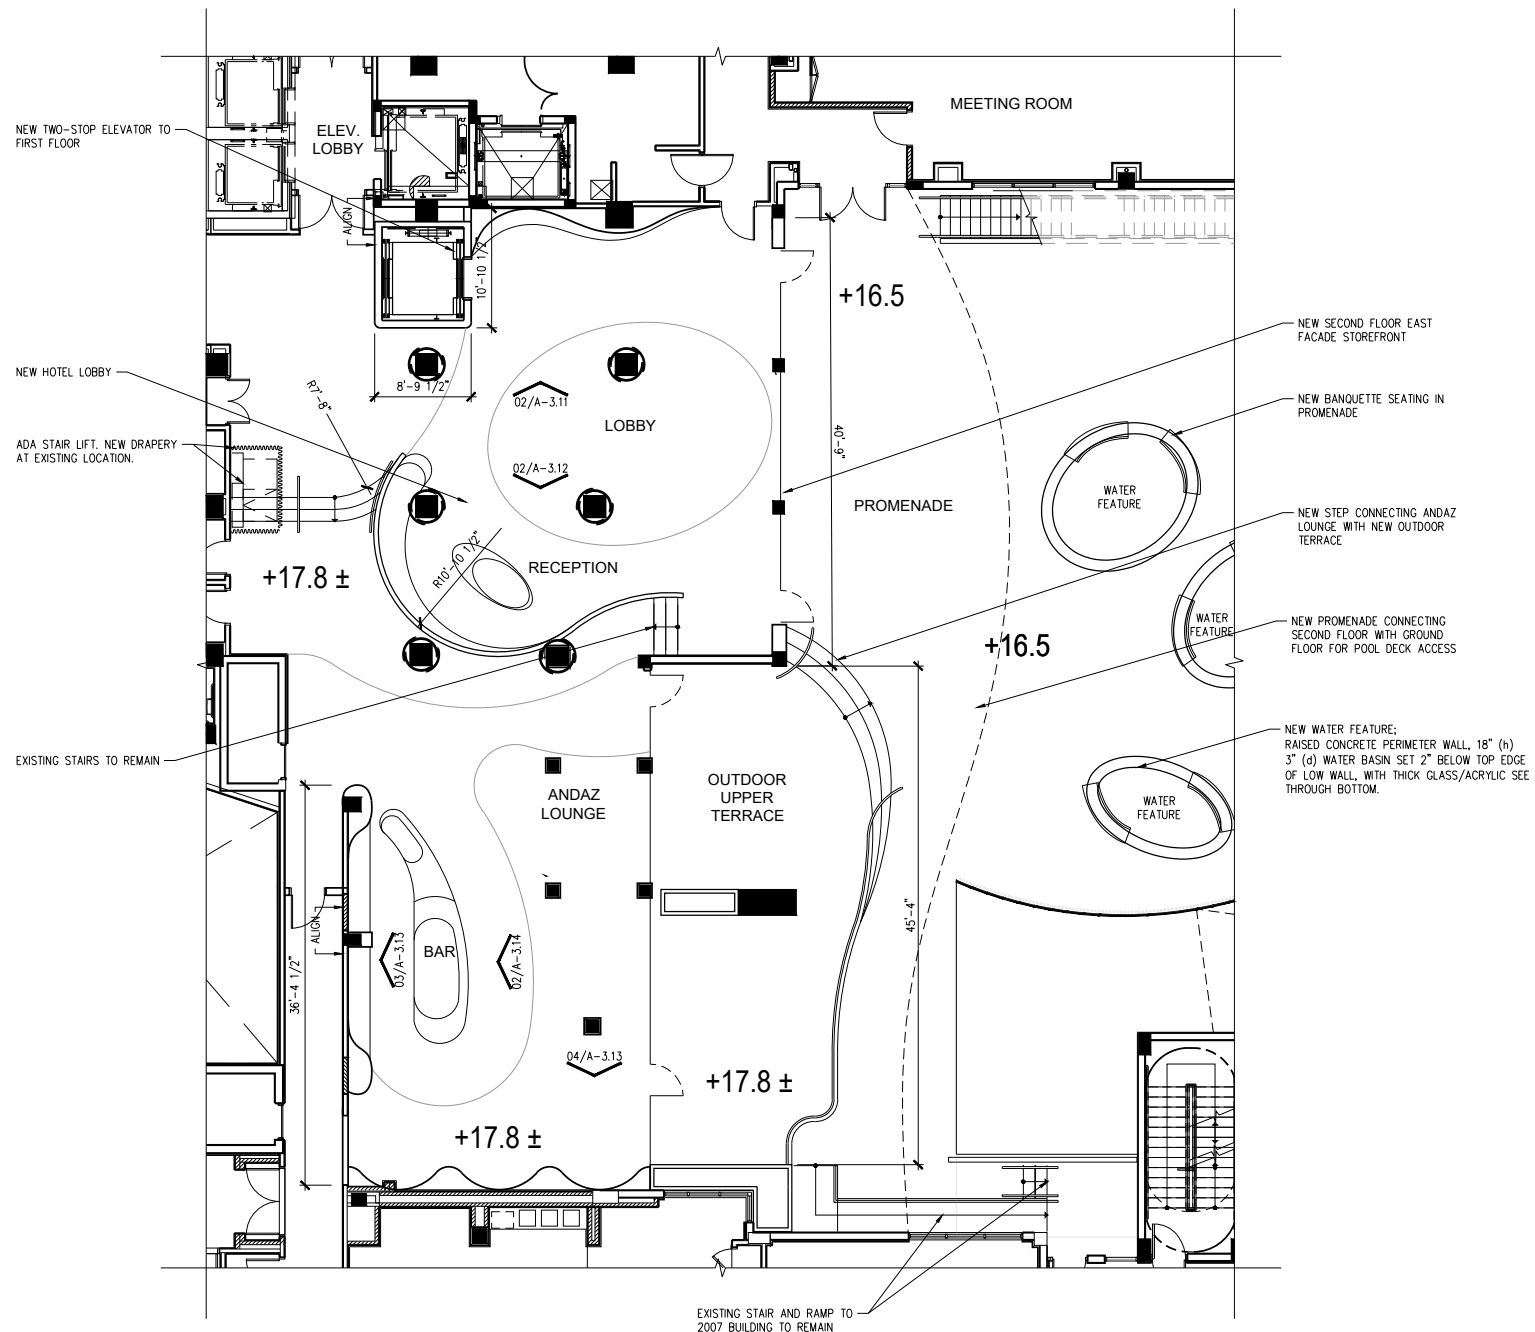 MEETING ROOM
NEW TWO-STOP ELEVATOR TO
FIRST FLOOR
ELEV.
LOBBY
ALIGN
10'-10 1/2"
+16.5
NEW SECOND FLOOR EAST
FACADE STOREFRONT
NEW HOTEL LOBBY
8'-9 1/2"
R7'-8"
02/A-3.11
LOBBY
NEW BANQUETTE SEATING IN
PROMENADE
ADA STAIR LIFT. NEW DRAPERY
AT EXISTING LOCATION.
40'-9"
02/A-3.12
WATER
FEATURE
PROMENADE
NEW STEP CONNECTING ANDAZ
LOUNGE WITH NEW OUTDOOR
TERRACE
R10'-10 1/2"
RECEPTION
+17.8 ±
WATER
FEATURE
NEW PROMENADE CONNECTING
SECOND FLOOR WITH GROUND
FLOOR FOR POOL DECK ACCESS
+16.5
NEW WATER FEATURE;
RAISED CONCRETE PERIMETER WALL, 18" (h)
3" (d) WATER BASIN SET 2" BELOW TOP EDGE
OF LOW WALL, WITH THICK GLASS/ACRYLIC SEE
THROUGH BOTTOM.
EXISTING STAIRS TO REMAIN
ANDAZ
LOUNGE
OUTDOOR
UPPER
TERRACE
WATER
FEATURE
45'-4"
ALIGN
36'-4 1/2"
03/A-3.13
BAR
02/A-3.14
04/A-3.13
+17.8 ±
+17.8 ±
EXISTING STAIR AND RAMP TO
2007 BUILDING TO REMAIN